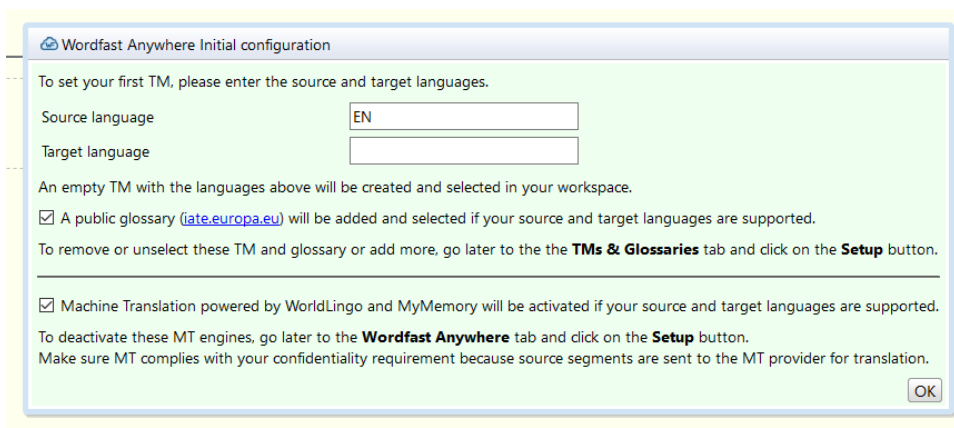 Wordfast Anywhere Initial configuration
To set your first TM, please enter the source and target languages.
Source language EN
Target language
An empty TM with the languages above will be created and selected in your workspace.
A public glossary (iate.europa.eu) will be added and selected if your source and target languages are supported.
To remove or unselect these TM and glossary or add more, go later to the the TMs & Glossaries tab and click on the Setup button.
Machine Translation powered by WorldLingo and MyMemory will be activated if your source and target languages are supported.
To deactivate these MT engines, go later to the Wordfast Anywhere tab and click on the Setup button.
Make sure MT complies with your confidentiality requirement because source segments are sent to the MT provider for translation.
OK